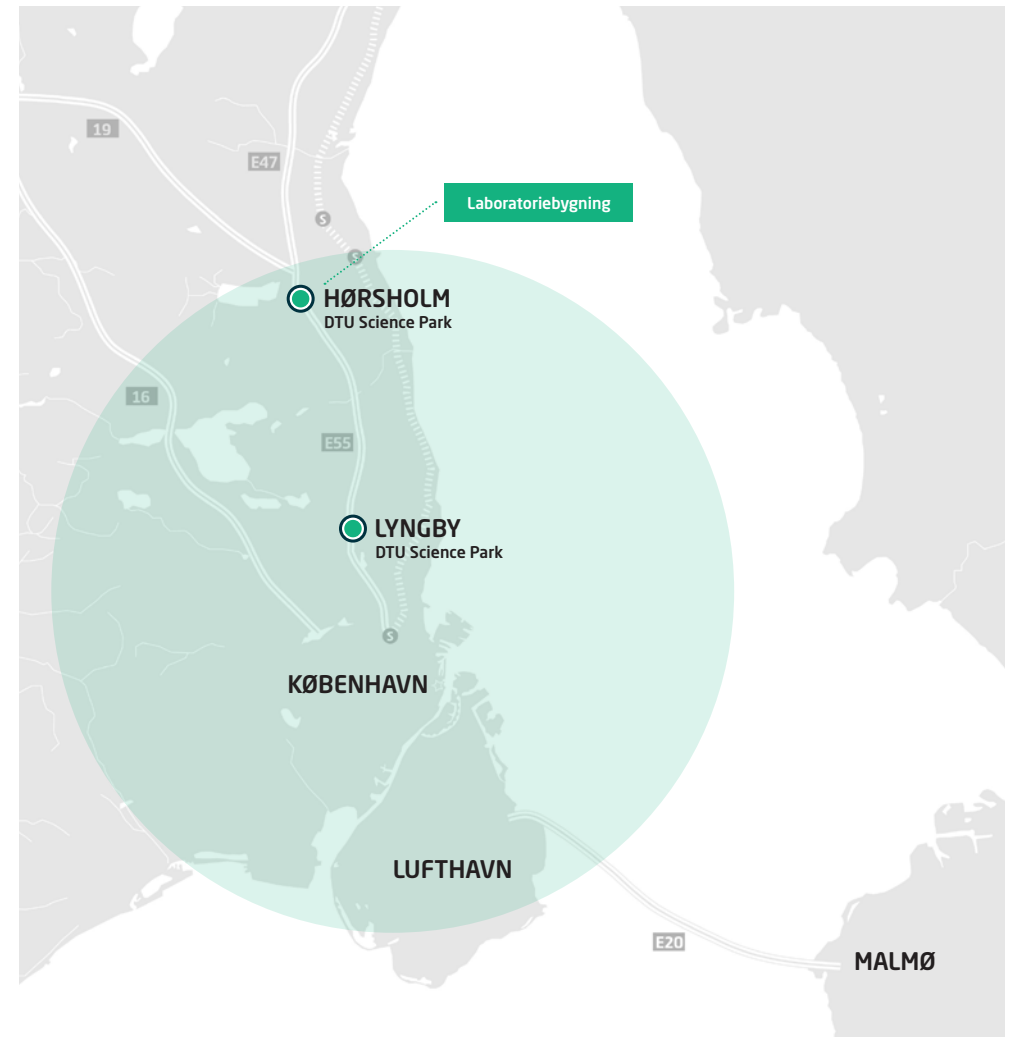 19
E47
Laboratoriebygning
S
S
HØRSHOLM
DTU Science Park
16
E55
LYNGBY
DTU Science Park
S
KØBENHAVN
LUFTHAVN
E20
MALMØ